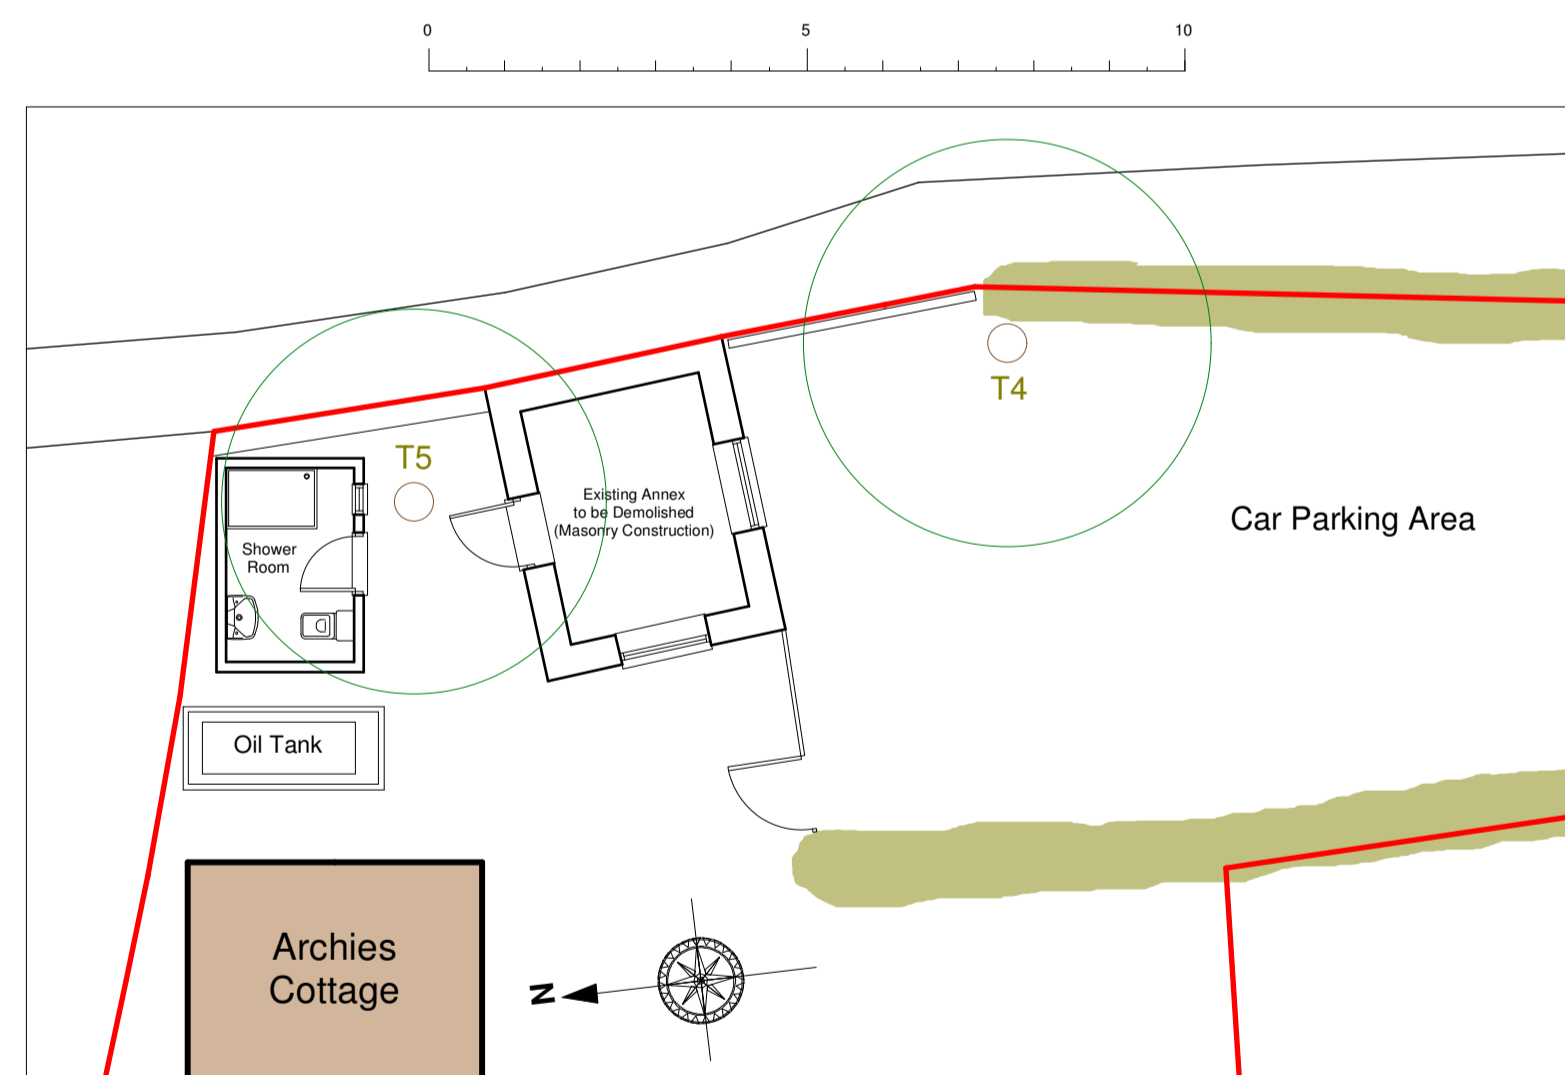 0 5 10
T4
T5
Existing Annex
to be Demolished
(Masonry Construction)
Car Parking Area
Shower
Room
Oil Tank
Archies
Cottage
N